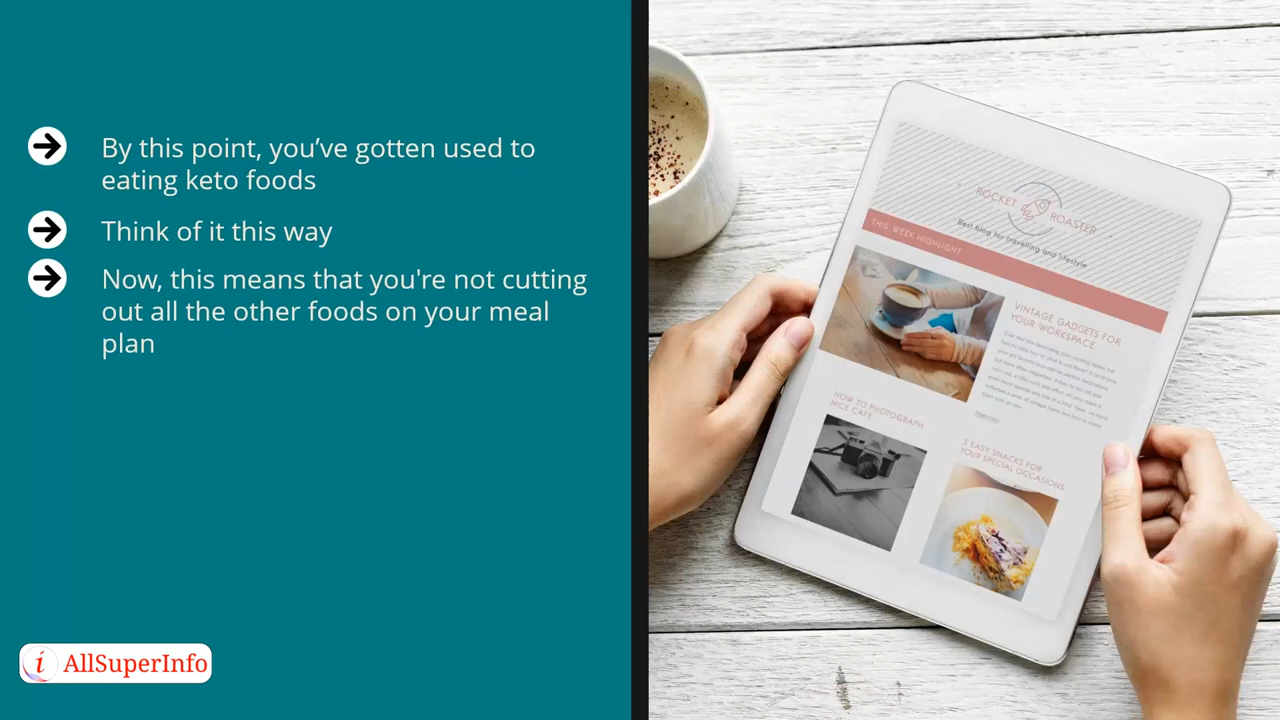 By this point, you’ve gotten used to
eating keto foods
Think of it this way
Now, this means that you're not cutting
out all the other foods on your meal
plan
i AllSuperInfo
ROCKET ROASTER
Best blog for travelling and lifestyle
THIS WEEK HIGHLIGHT
VINTAGE GADGETS FOR
YOUR WORKSPACE
HOW TO PHOTOGRAPH
NICE CAFE
5 EASY SNACKS FOR
YOUR SPECIAL OCCASIONS